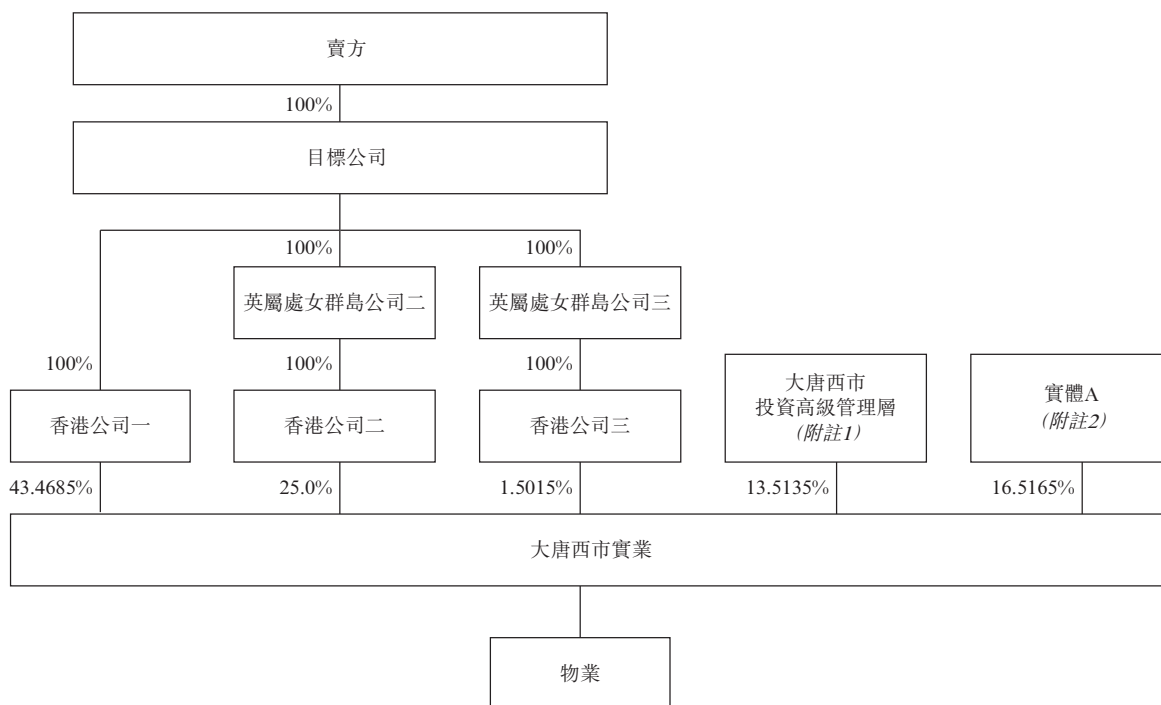 賣方
100%
目標公司
100%
100%
英屬處女群島公司二
英屬處女群島公司三
100%
100%
100%
香港公司一
香港公司二
香港公司三
大唐西市
投資高級管理層
(附註1)
實體A
(附註2)
43.4685%
25.0%
1.5015%
13.5135%
16.5165%
大唐西市實業
物業